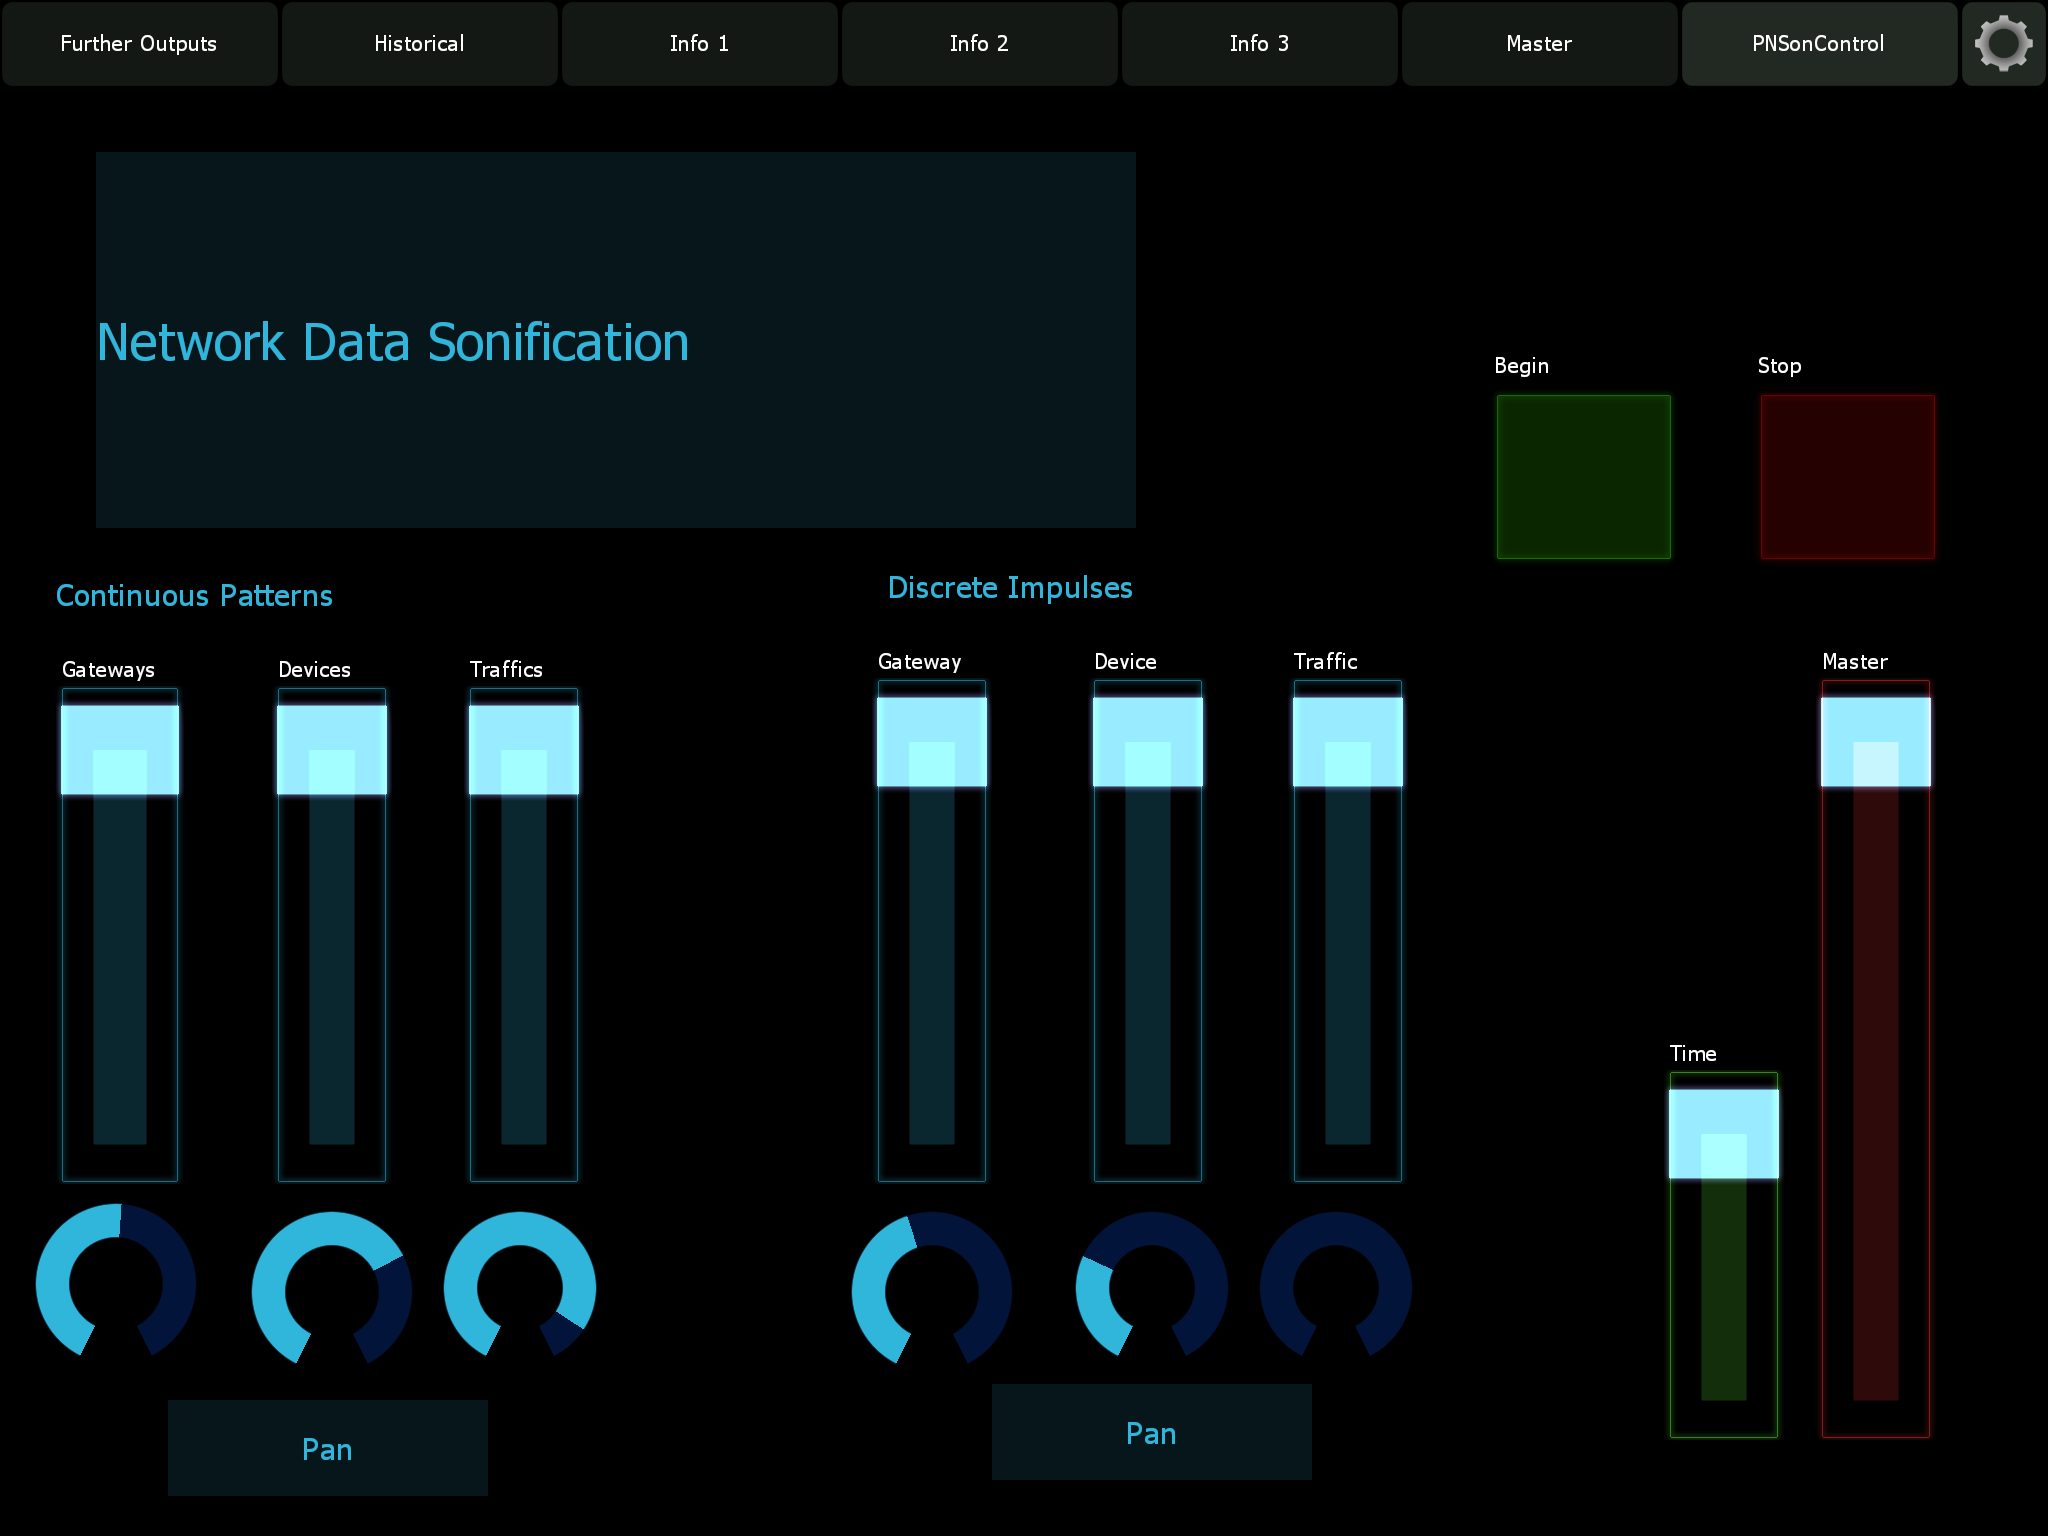 Further Outputs
Historical
Info 1
Info 2
Info 3
Master
PNSonControl
Network Data Sonification
Begin
Stop
Continuous Patterns
Discrete Impulses
Gateways
Devices
Traffics
Gateway
Device
Traffic
Master
Time
Pan
Pan